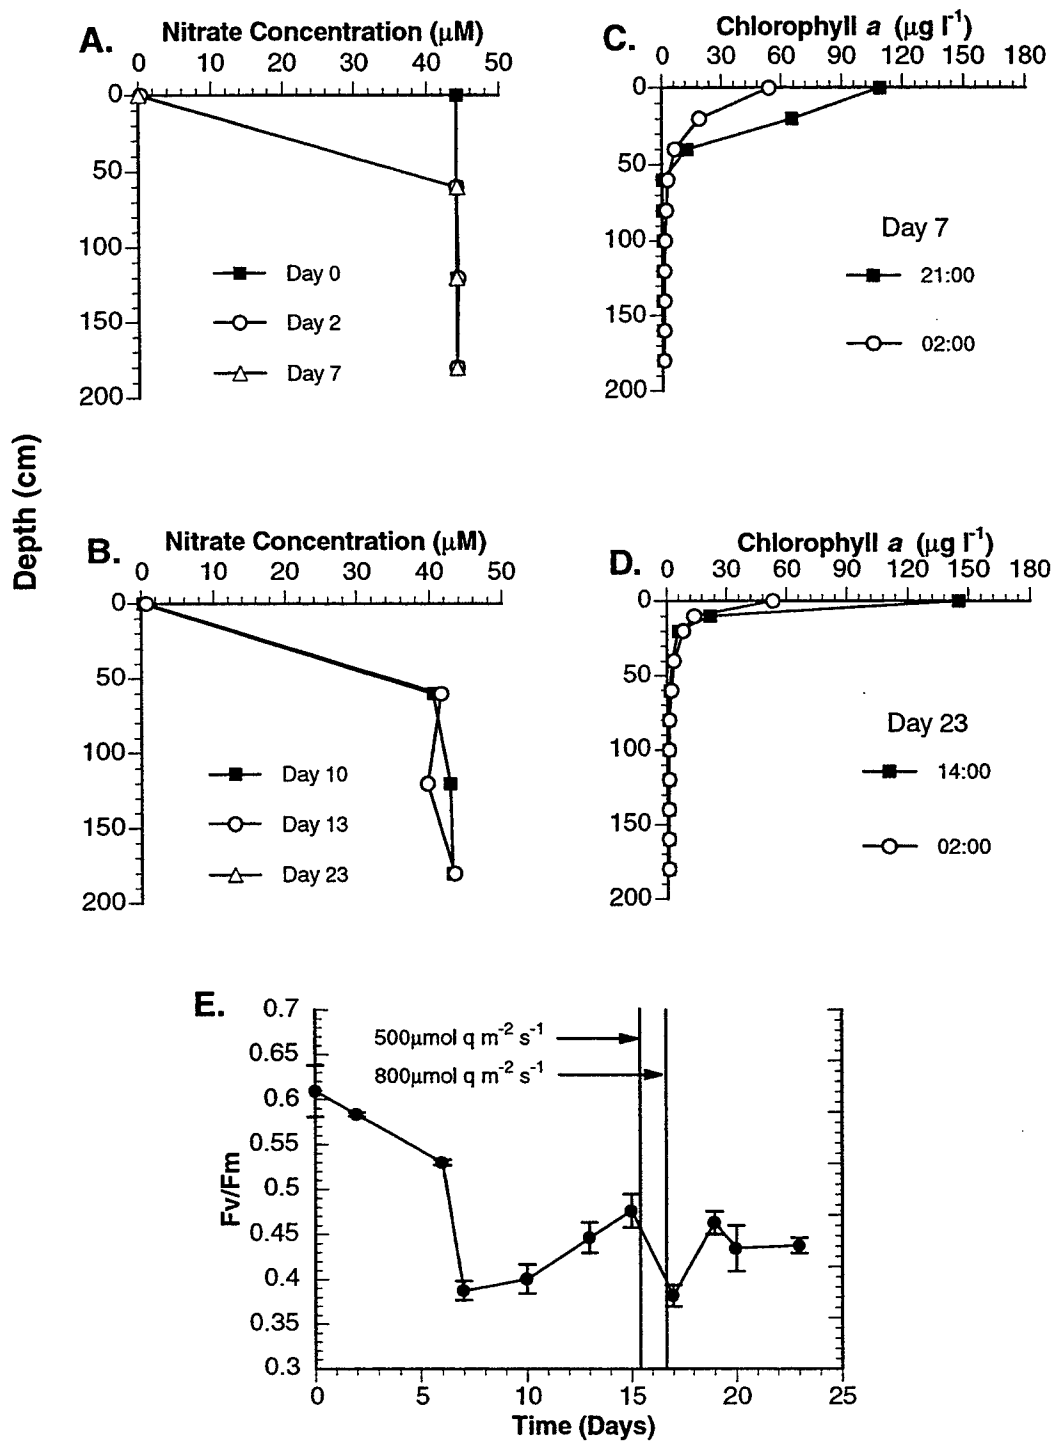 A. Nitrate Concentration (μM)
0 10 20 30 40 50
0
50
100
150
200
Day 0
Day 2
Day 7
C. Chlorophyll a (μg l⁻¹)
0 30 60 90 120 150 180
0
50
100
150
200
Day 7
21:00
02:00
Depth (cm)
B. Nitrate Concentration (μM)
0 10 20 30 40 50
0
50
100
150
200
Day 10
Day 13
Day 23
D. Chlorophyll a (μg l⁻¹)
0 30 60 90 120 150 180
0
50
100
150
200
Day 23
14:00
02:00
E.
0.7
0.65
0.6
0.55
0.5
0.45
0.4
0.35
0.3
Fv/Fm
500μmol q m⁻² s⁻¹
800μmol q m⁻² s⁻¹
0 5 10 15 20 25
Time (Days)